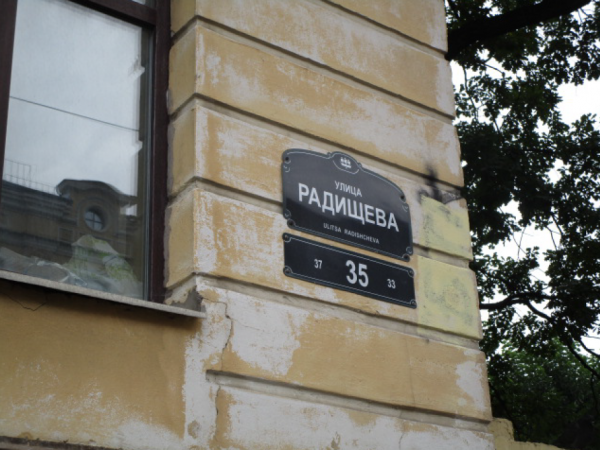 УЛИЦА
РАДИЩЕВА
ULITSA RADISHCHEVA
37 35 33